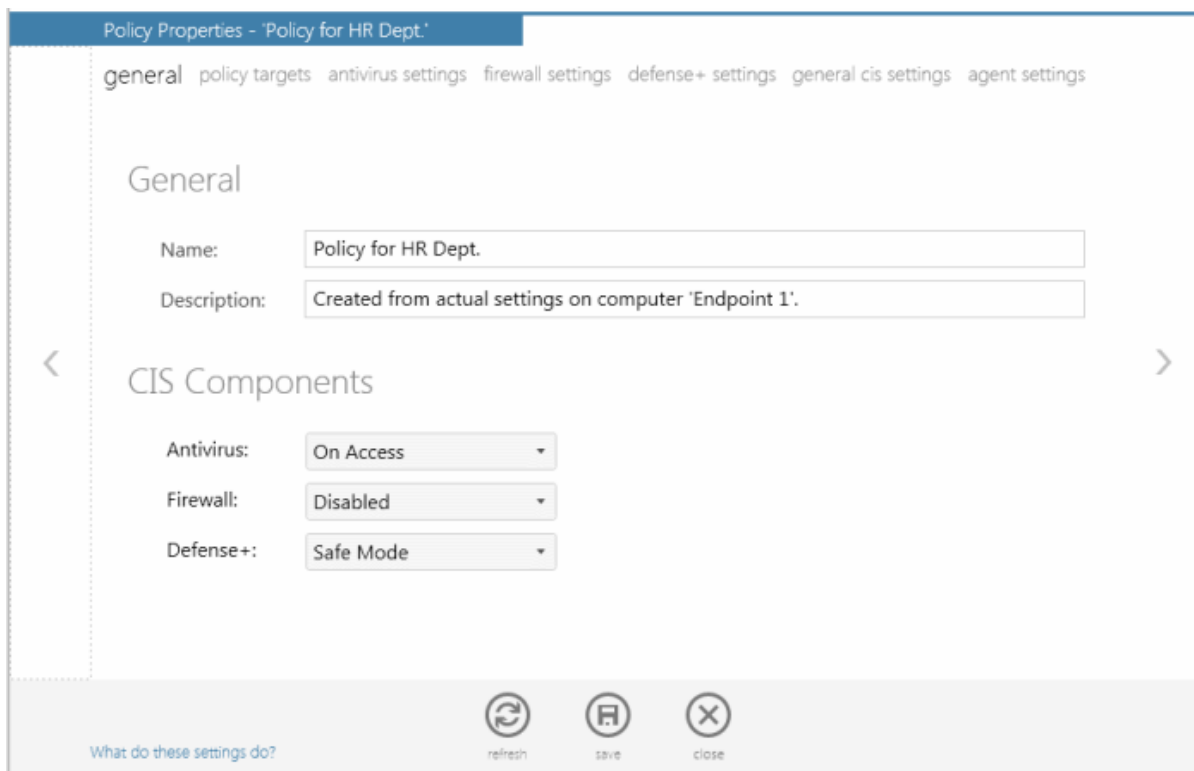 Policy Properties - 'Policy for HR Dept.'
general policy targets antivirus settings firewall settings defense+ settings general cis settings agent settings
General
Name: Policy for HR Dept.
Description: Created from actual settings on computer 'Endpoint 1'.
CIS Components
Antivirus: On Access
Firewall: Disabled
Defense+: Safe Mode
What do these settings do? refresh save close